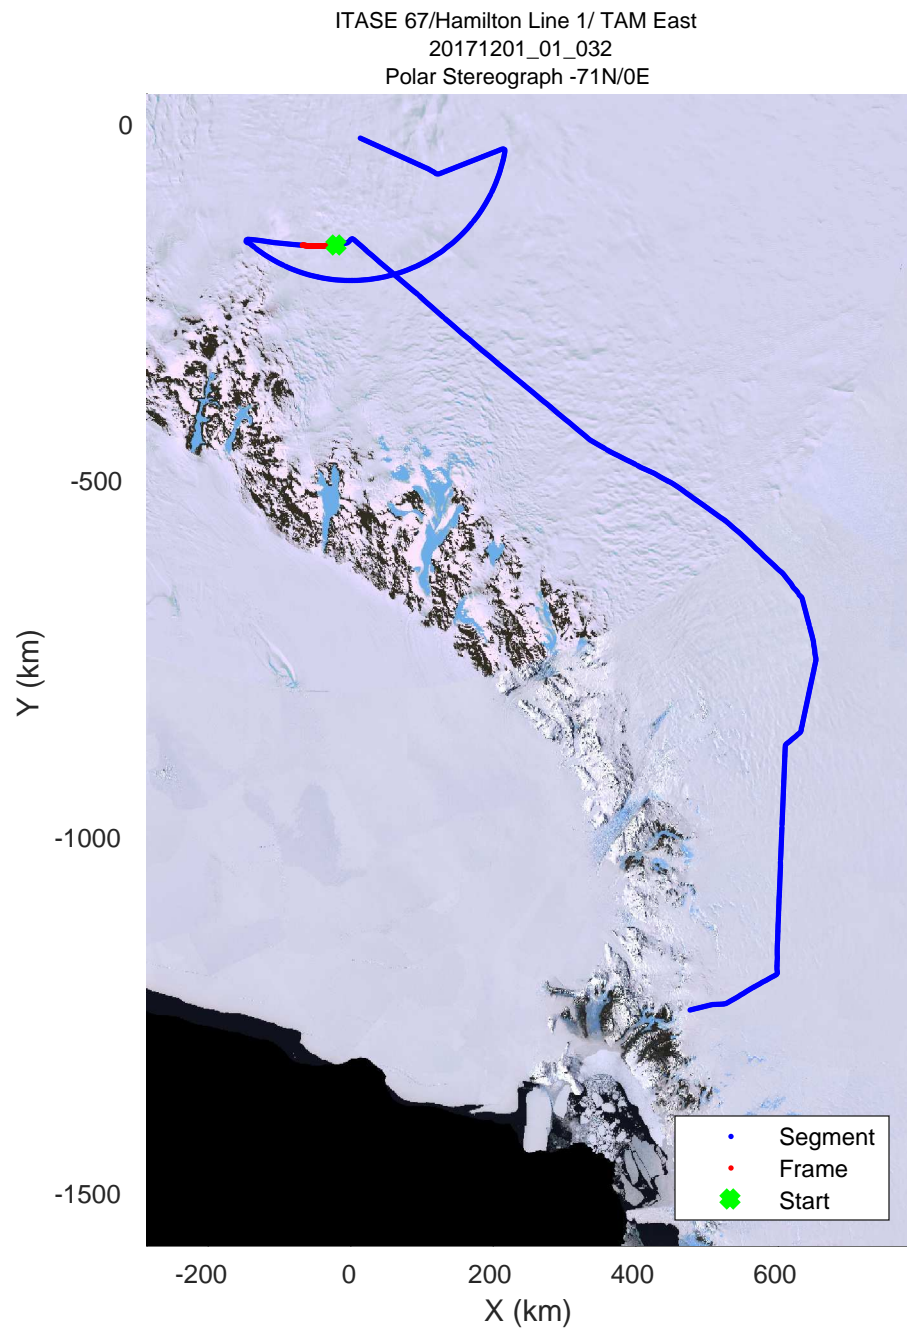 ITASE 67/Hamilton Line 1/ TAM East
20171201_01_032
Polar Stereograph -71N/0E
0
-500
-1000
-1500
Y (km)
Segment
Frame
Start
-200
0
200
400
600
X (km)